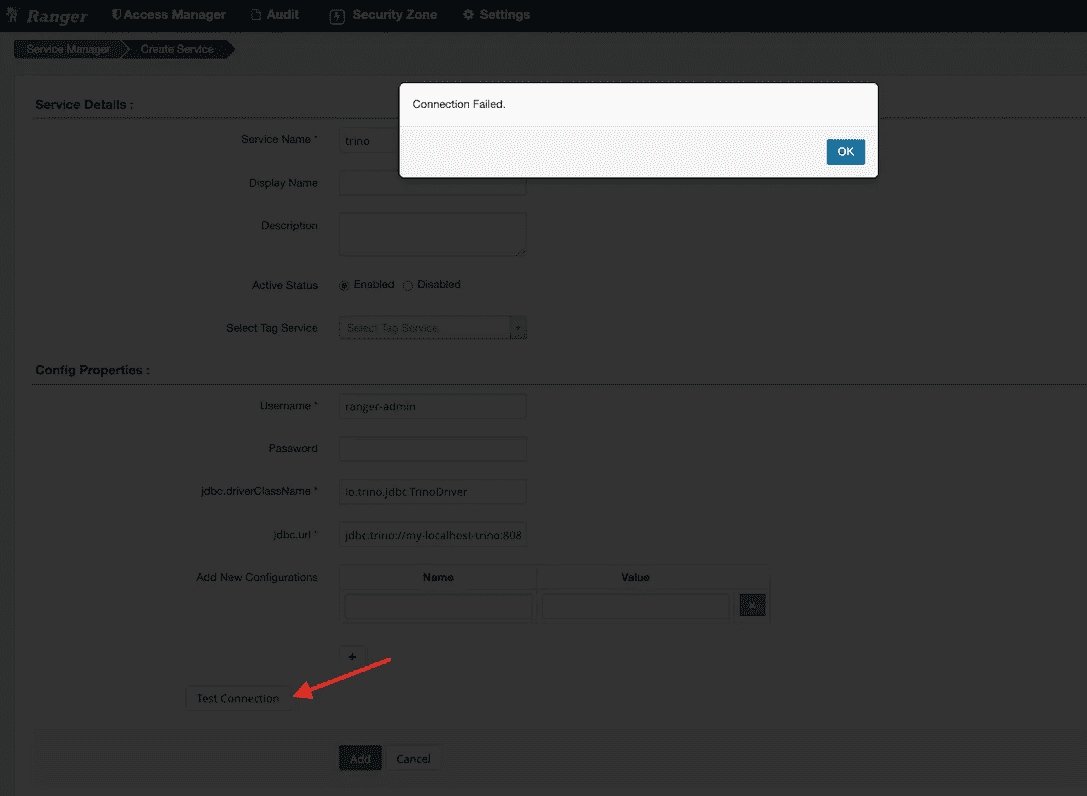 Ranger Access Manager Audit Security Zone Settings
Service Manager Create Service
Connection Failed.
OK
Service Details :
Service Name * trino
Display Name
Description
Active Status Enabled Disabled
Select Tag Service Select Tag Service
Config Properties :
Username * ranger-admin
Password
jdbc.driverClassName * io.trino.jdbc.TrinoDriver
jdbc.url * jdbc:trino://my-localhost-trino:808
Add New Configurations Name Value
x
+
Test Connection
Add Cancel